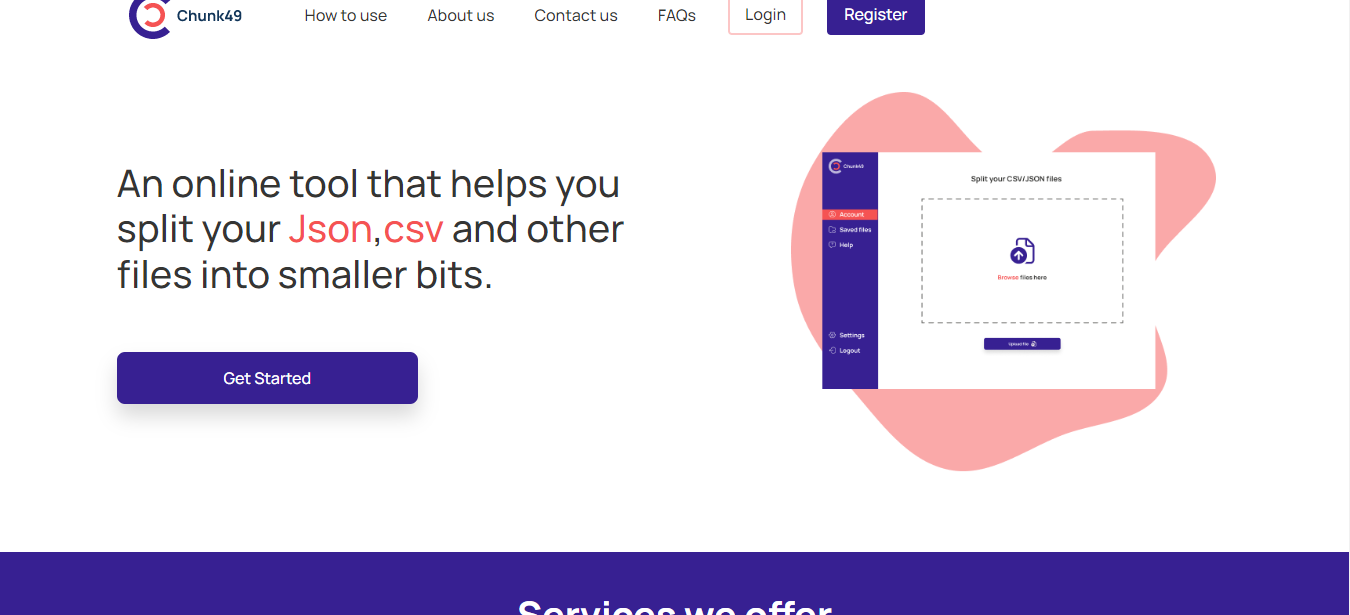 Chunk49 How to use About us Contact us FAQs Login Register
An online tool that helps you
split your Json,csv and other
files into smaller bits.
Get Started
Chunk49
Split your CSV/JSON files
Account
Saved files
Help
Browse files here
Settings
Upload file
Logout
Services we offer